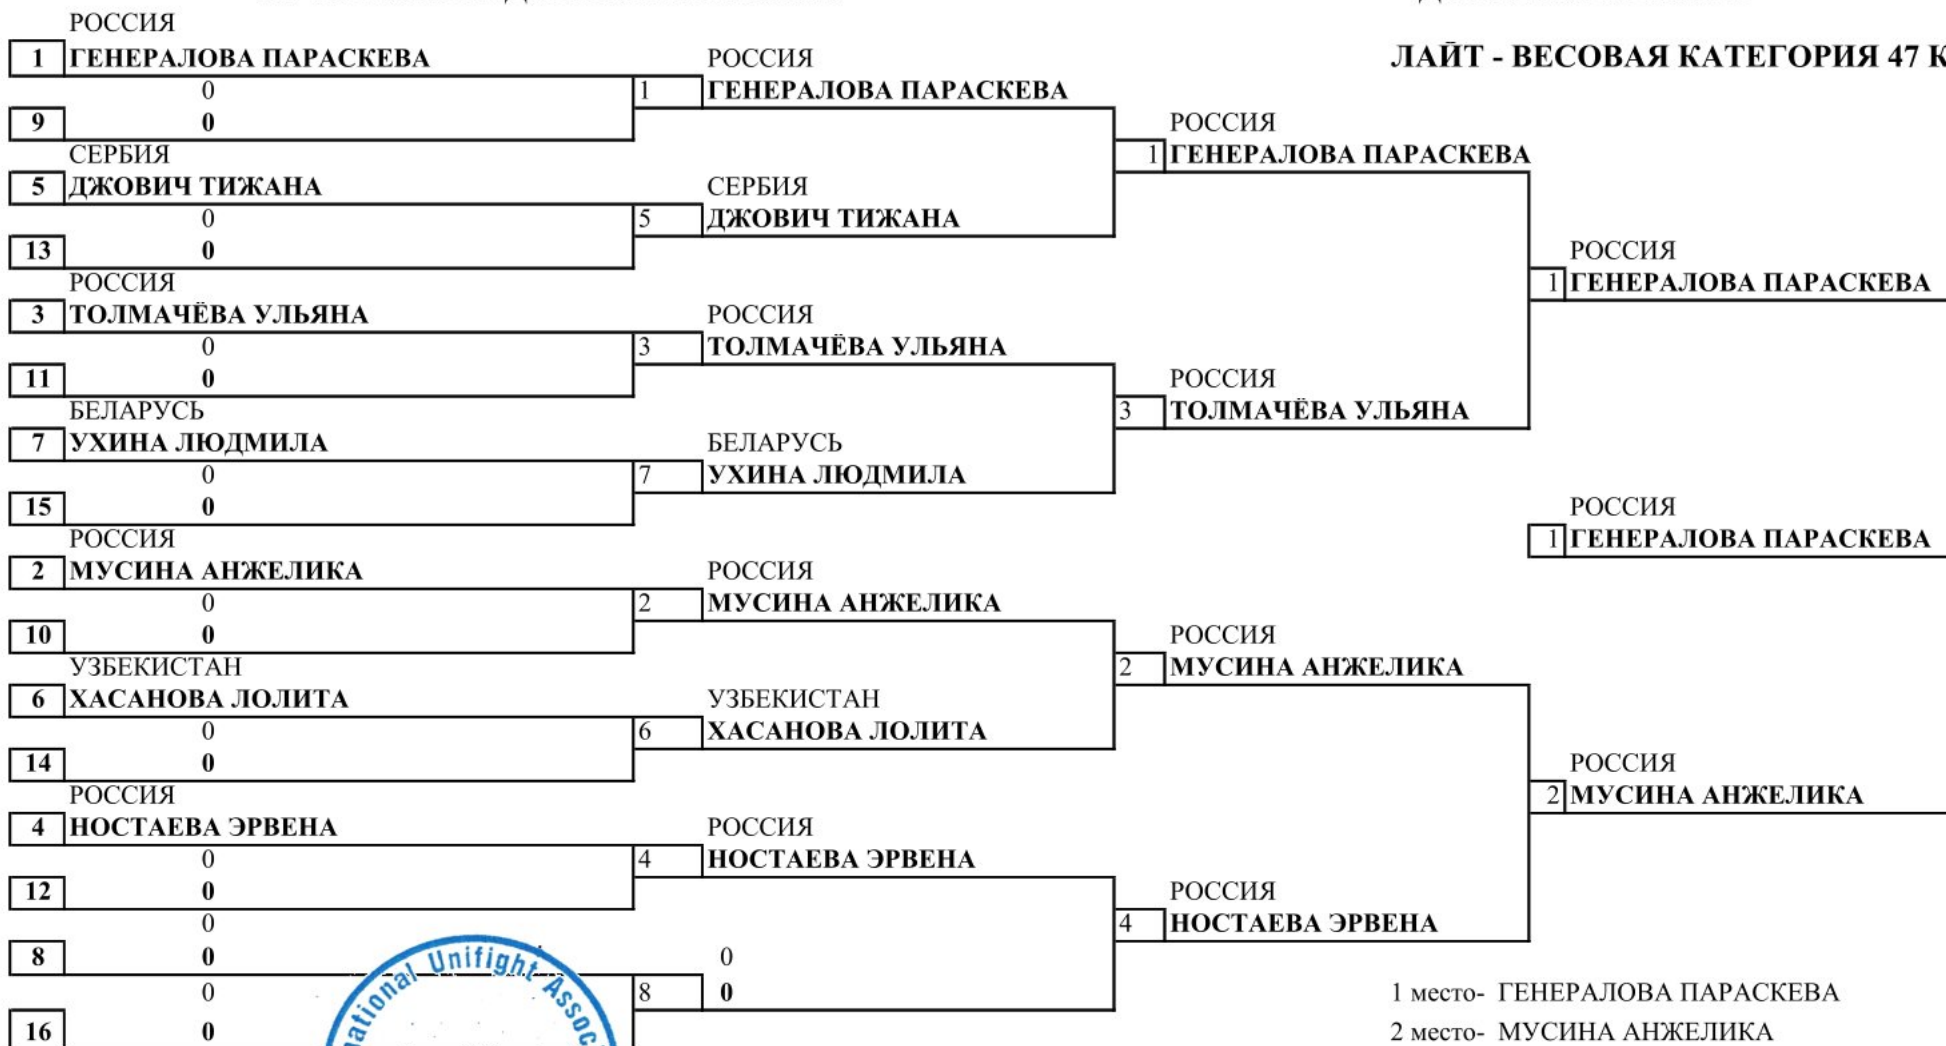 РОССИЯ
1 ГЕНЕРАЛОВА ПАРАСКЕВА РОССИЯ ЛАЙТ - ВЕСОВАЯ КАТЕГОРИЯ 47 К
0 1 ГЕНЕРАЛОВА ПАРАСКЕВА
9 0 РОССИЯ
СЕРБИЯ 1 ГЕНЕРАЛОВА ПАРАСКЕВА
5 ДЖОВИЧ ТИЖАНА СЕРБИЯ
0 5 ДЖОВИЧ ТИЖАНА
13 0 РОССИЯ
РОССИЯ 1 ГЕНЕРАЛОВА ПАРАСКЕВА
3 ТОЛМАЧЁВА УЛЬЯНА РОССИЯ
0 3 ТОЛМАЧЁВА УЛЬЯНА
11 0 РОССИЯ
БЕЛАРУСЬ 3 ТОЛМАЧЁВА УЛЬЯНА
7 УХИНА ЛЮДМИЛА БЕЛАРУСЬ
0 7 УХИНА ЛЮДМИЛА
15 0 РОССИЯ
РОССИЯ 1 ГЕНЕРАЛОВА ПАРАСКЕВА
2 МУСИНА АНЖЕЛИКА РОССИЯ
0 2 МУСИНА АНЖЕЛИКА
10 0 РОССИЯ
УЗБЕКИСТАН 2 МУСИНА АНЖЕЛИКА
6 ХАСАНОВА ЛОЛИТА УЗБЕКИСТАН
0 6 ХАСАНОВА ЛОЛИТА
14 0 РОССИЯ
РОССИЯ 2 МУСИНА АНЖЕЛИКА
4 НОСТАЕВА ЭРВЕНА РОССИЯ
0 4 НОСТАЕВА ЭРВЕНА
12 0 РОССИЯ
0 4 НОСТАЕВА ЭРВЕНА
8 0 0
0 8 0 1 место- ГЕНЕРАЛОВА ПАРАСКЕВА
16 0 2 место- МУСИНА АНЖЕЛИКА
national Unifight Assoc